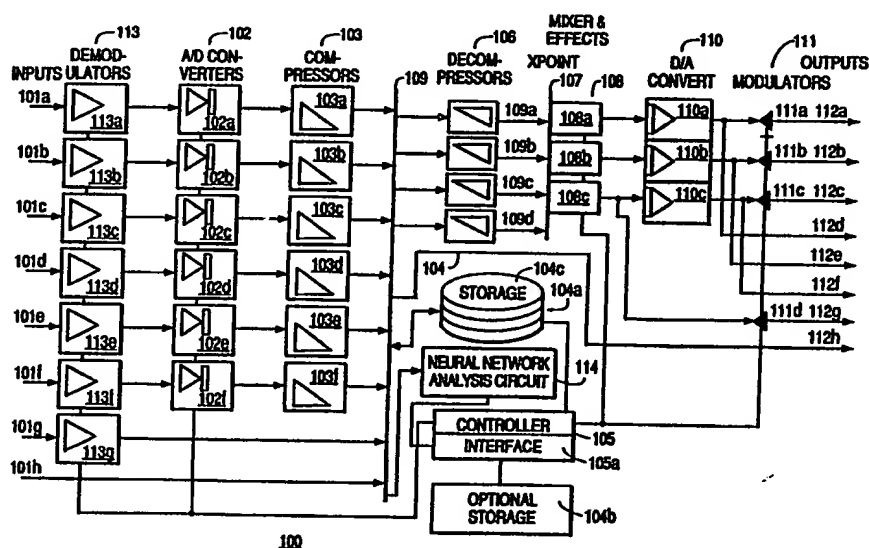 113
DEMOD-
ULATORS
102
A/D CON-
VERTERS
103
COM-
PRESSORS
106
DECOM-
PRESSORS
MIXER &
EFFECTS
XPOINT
110
D/A
CONVERT
111
MODULATORS
OUTPUTS
INPUTS
109
107
108
101a
113a
102a
103a
109a
108a
110a
111a
112a
101b
113b
102b
103b
109b
108b
110b
111b
112b
101c
113c
102c
103c
109c
108c
110c
111c
112c
109d
112d
101d
113d
102d
103d
104
104c
112e
STORAGE
104a
112f
101e
113e
102e
103e
111d
112g
112h
NEURAL NETWORK
ANALYSIS CIRCUIT
114
101f
113f
102f
103f
101g
113g
CONTROLLER
105
INTERFACE
105a
101h
OPTIONAL
STORAGE
104b
100